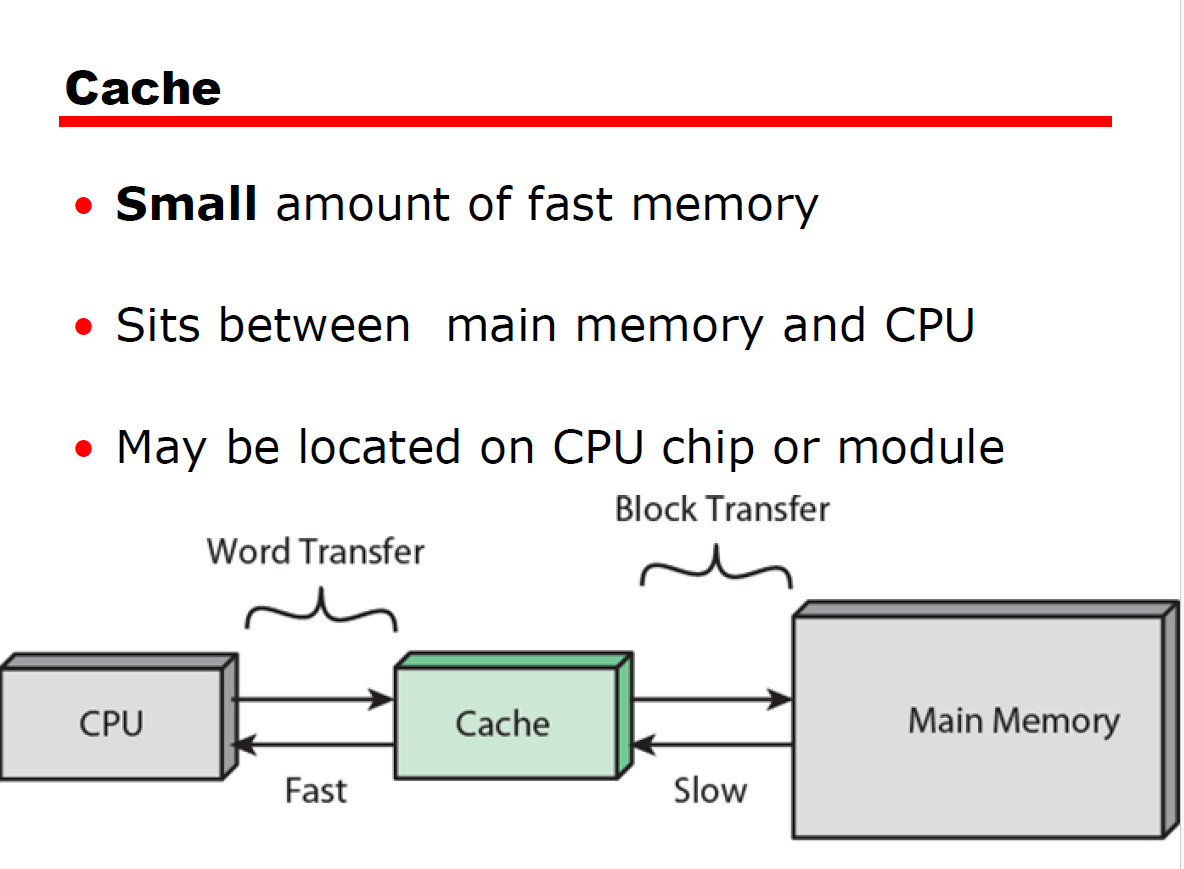 Cache
• Small amount of fast memory
• Sits between  main memory and CPU
• May be located on CPU chip or module
Block Transfer
Word Transfer
CPU
Cache
Main Memory
Fast
Slow